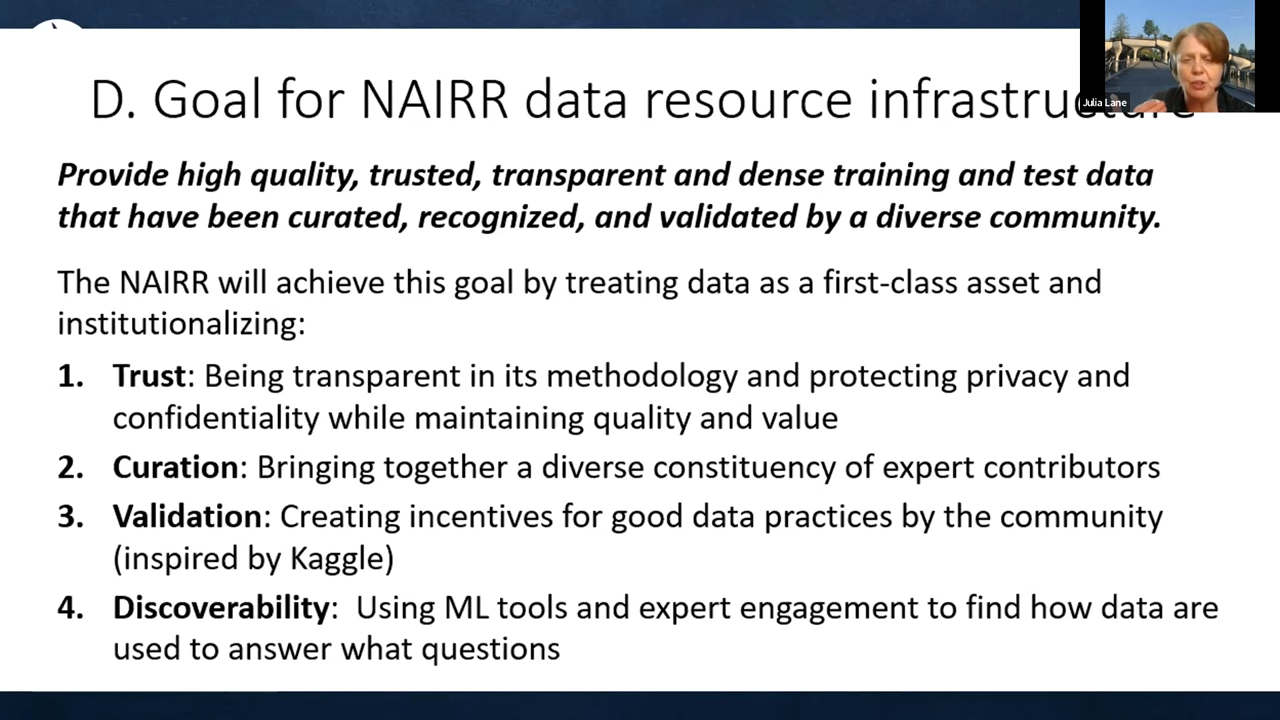 D. Goal for NAIRR data resource infrastructure
Julia Lane
Provide high quality, trusted, transparent and dense training and test data
that have been curated, recognized, and validated by a diverse community.
The NAIRR will achieve this goal by treating data as a first-class asset and
institutionalizing:
1. Trust: Being transparent in its methodology and protecting privacy and
confidentiality while maintaining quality and value
2. Curation: Bringing together a diverse constituency of expert contributors
3. Validation: Creating incentives for good data practices by the community
(inspired by Kaggle)
4. Discoverability: Using ML tools and expert engagement to find how data are
used to answer what questions